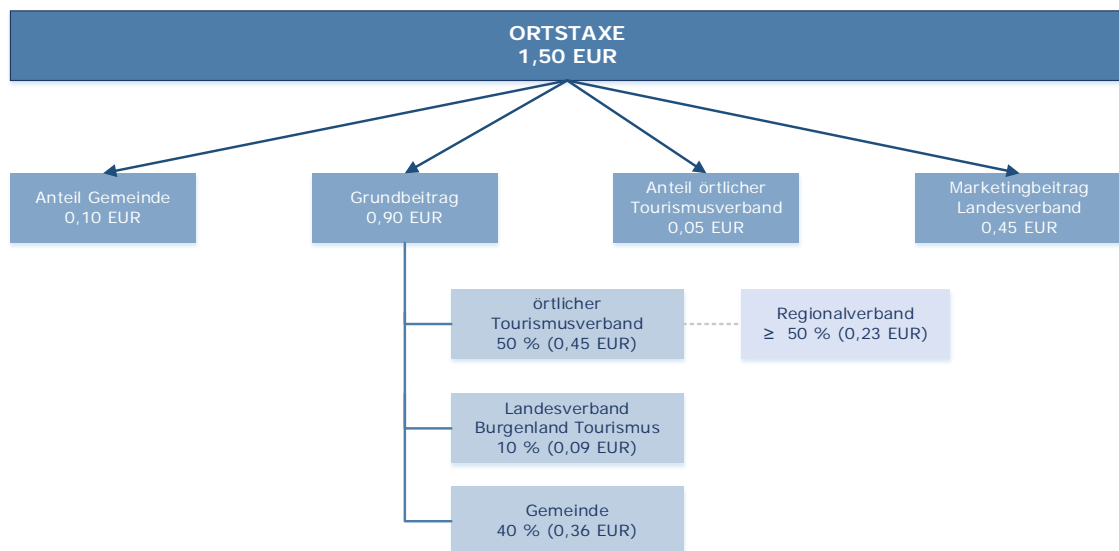 ORTSTAXE
1,50 EUR
Anteil Gemeinde
0,10 EUR
Grundbeitrag
0,90 EUR
Anteil örtlicher
Tourismusverband
0,05 EUR
Marketingbeitrag
Landesverband
0,45 EUR
örtlicher
Tourismusverband
50 % (0,45 EUR)
Regionalverband
≥ 50 % (0,23 EUR)
Landesverband
Burgenland Tourismus
10 % (0,09 EUR)
Gemeinde
40 % (0,36 EUR)